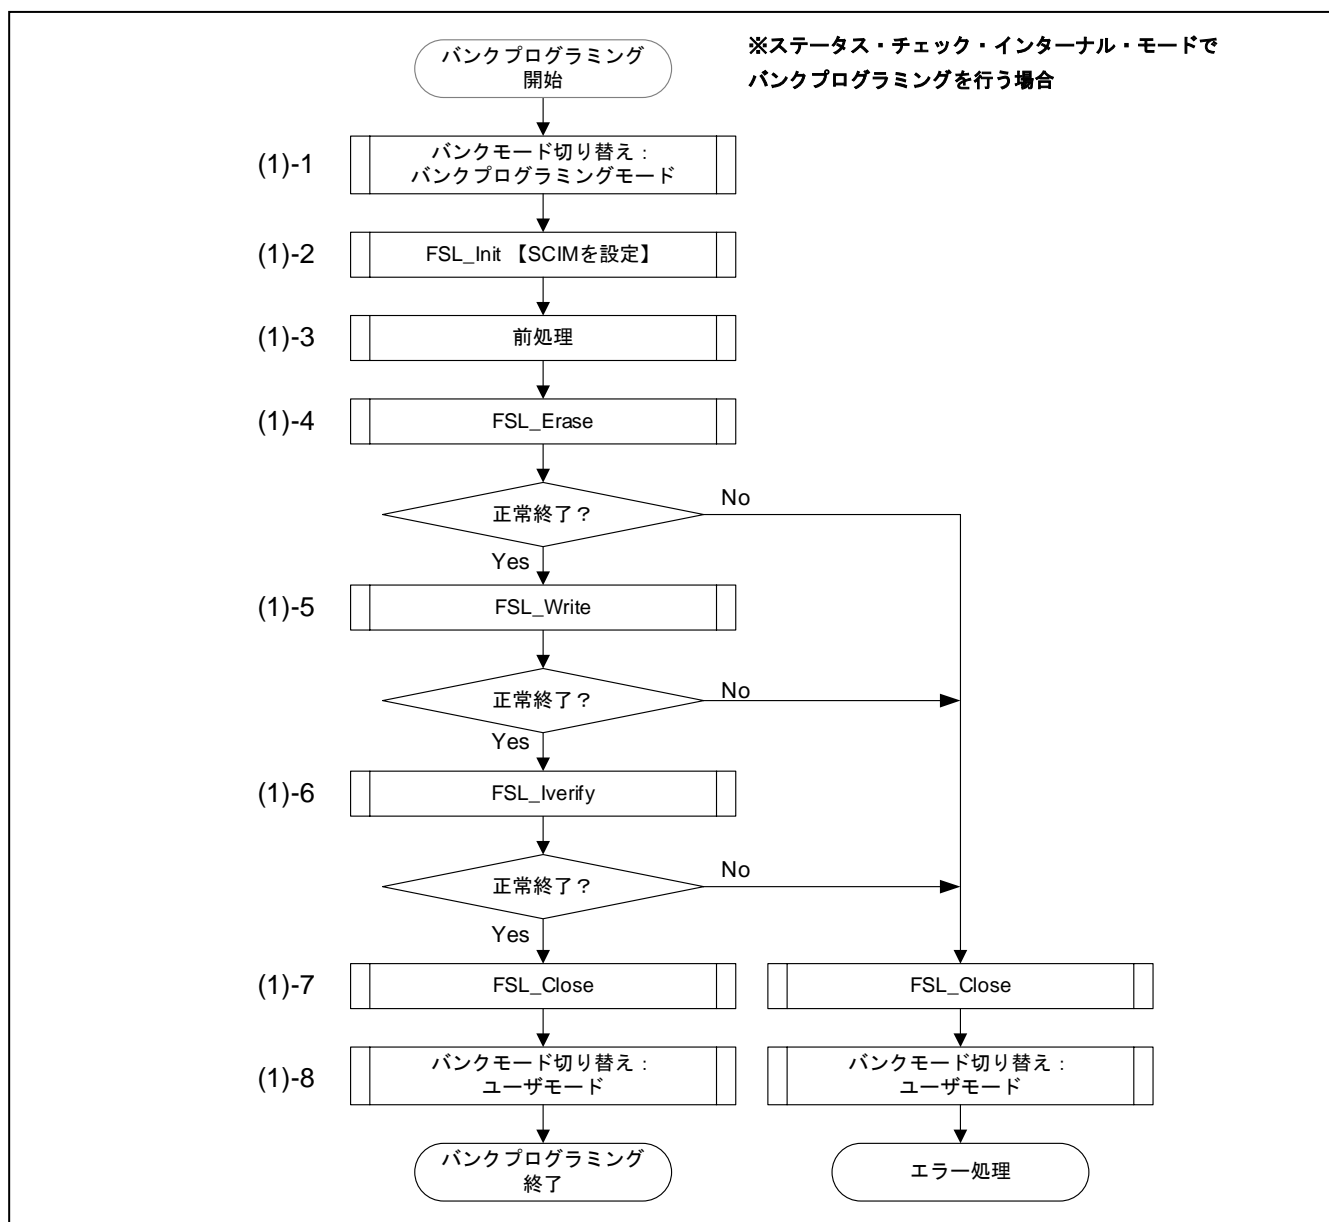 バンクプログラミング
開始
※ステータス・チェック・インターナル・モードで
バンクプログラミングを行う場合
(1)-1
バンクモード切り替え：
バンクプログラミングモード
(1)-2
FSL_Init 【SCIMを設定】
(1)-3
前処理
(1)-4
FSL_Erase
正常終了？
No
Yes
(1)-5
FSL_Write
正常終了？
No
Yes
(1)-6
FSL_Iverify
正常終了？
No
Yes
(1)-7
FSL_Close
FSL_Close
(1)-8
バンクモード切り替え：
ユーザモード
バンクモード切り替え：
ユーザモード
バンクプログラミング
終了
エラー処理